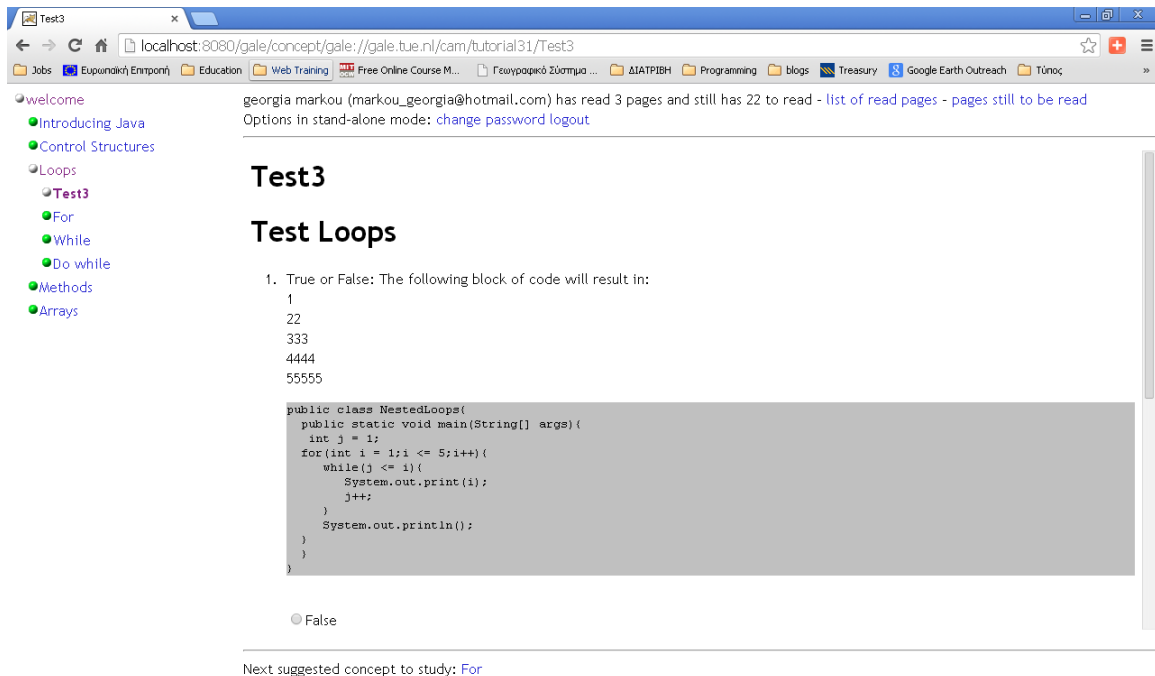 Test3
localhost:8080/gale/concept/gale://gale.tue.nl/cam/tutorial31/Test3
Jobs Ευρωπαϊκή Επιτροπή Education Web Training Free Online Course M... Γεωγραφικό Σύστημα ... ΔΙΑΤΡΙΒΗ Programming blogs Treasury Google Earth Outreach Τύπος »
welcome
Introducing Java
Control Structures
Loops
Test3
For
While
Do while
Methods
Arrays
georgia markou (markou_georgia@hotmail.com) has read 3 pages and still has 22 to read - list of read pages - pages still to be read
Options in stand-alone mode: change password logout
Test3
Test Loops
1. True or False: The following block of code will result in:
1
22
333
4444
55555
public class NestedLoops{
public static void main(String[] args){
int j = 1;
for(int i = 1;i <= 5;i++){
while(j <= i){
System.out.print(i);
j++;
}
System.out.println();
}
}
}
False
Next suggested concept to study: For